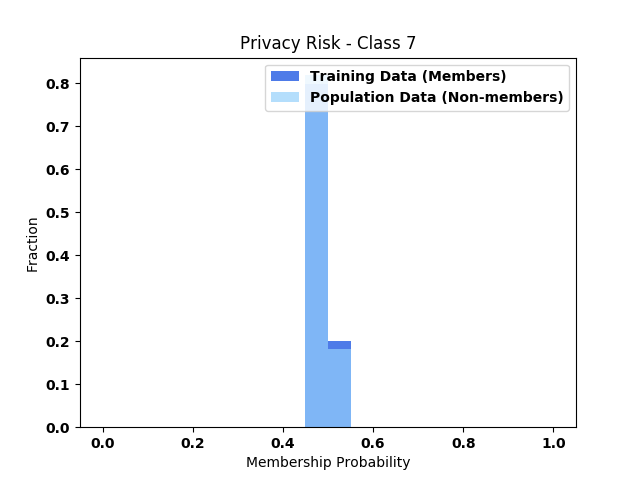 Privacy Risk - Class 7
Training Data (Members)
Population Data (Non-members)
Fraction
0.8
0.7
0.6
0.5
0.4
0.3
0.2
0.1
0.0
0.0 0.2 0.4 0.6 0.8 1.0
Membership Probability